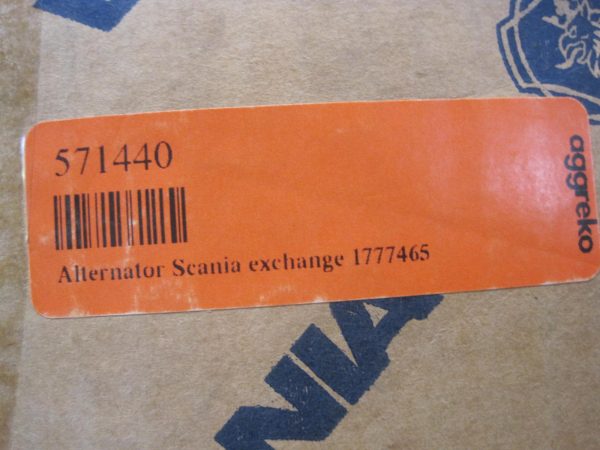 571440
Alternator Scania exchange 1777465
aggreko
NIA